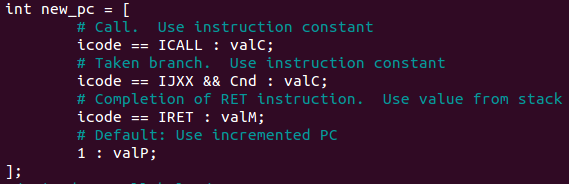 int new_pc = [
        # Call.  Use instruction constant
        icode == ICALL : valC;
        # Taken branch.  Use instruction constant
        icode == IJXX && Cnd : valC;
        # Completion of RET instruction.  Use value from stack
        icode == IRET : valM;
        # Default: Use incremented PC
        1 : valP;
];